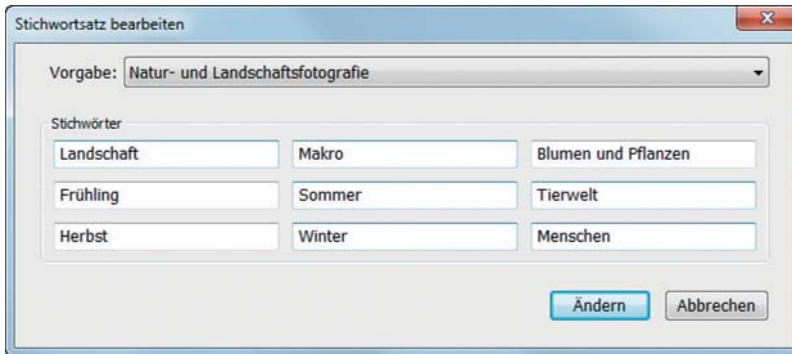 Stichwortsatz bearbeiten
Vorgabe: Natur- und Landschaftsfotografie
Stichwörter
Landschaft Makro Blumen und Pflanzen
Frühling Sommer Tierwelt
Herbst Winter Menschen
Ändern Abbrechen